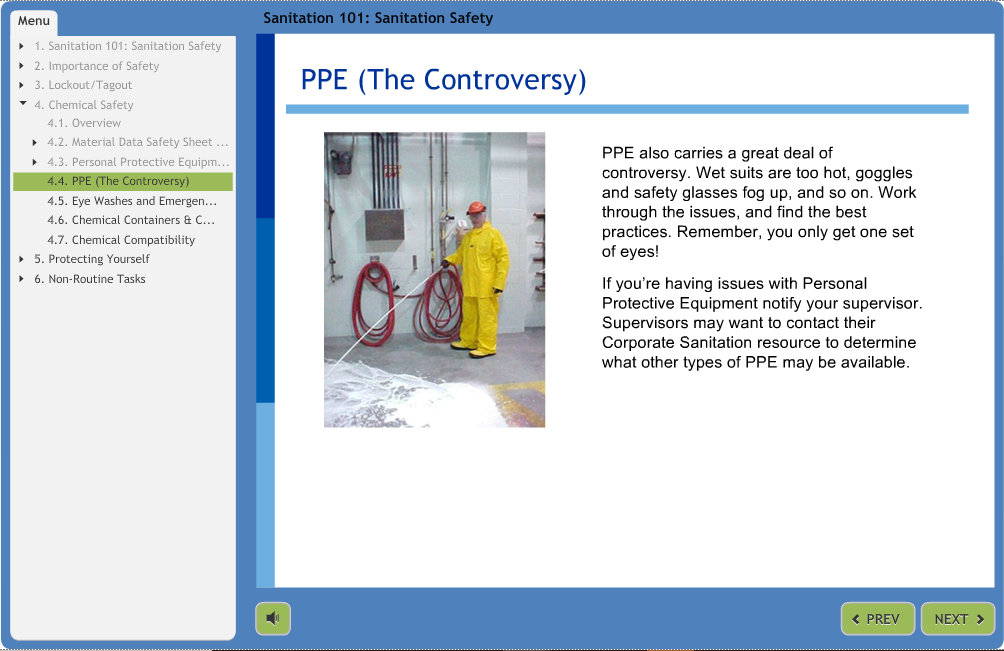 Menu
1. Sanitation 101: Sanitation Safety
2. Importance of Safety
3. Lockout/Tagout
4. Chemical Safety
4.1. Overview
4.2. Material Data Safety Sheet ...
4.3. Personal Protective Equipm...
4.4. PPE (The Controversy)
4.5. Eye Washes and Emergen...
4.6. Chemical Containers & C...
4.7. Chemical Compatibility
5. Protecting Yourself
6. Non-Routine Tasks
Sanitation 101: Sanitation Safety
PPE (The Controversy)
PPE also carries a great deal of
controversy. Wet suits are too hot, goggles
and safety glasses fog up, and so on. Work
through the issues, and find the best
practices. Remember, you only get one set
of eyes!
If you're having issues with Personal
Protective Equipment notify your supervisor.
Supervisors may want to contact their
Corporate Sanitation resource to determine
what other types of PPE may be available.
PREV
NEXT